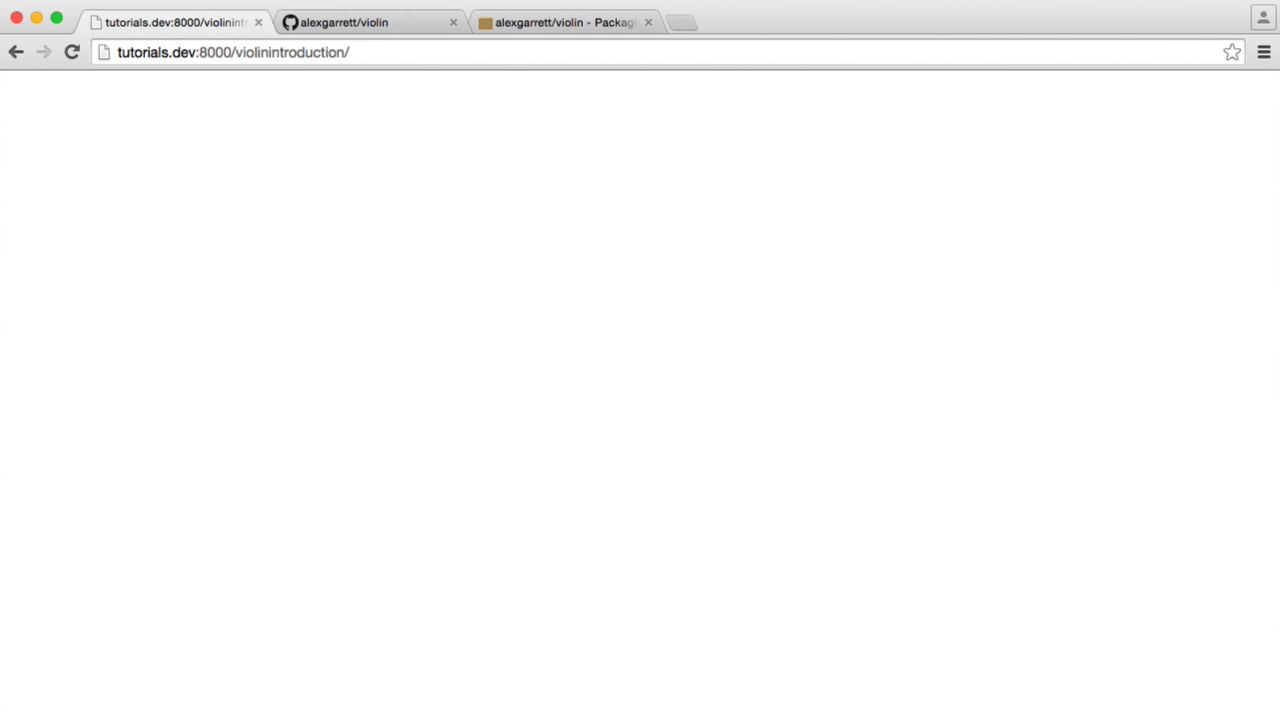 tutorials.dev:8000/violinint
alexgarrett/violin
alexgarrett/violin - Packag
tutorials.dev:8000/violinintroduction/